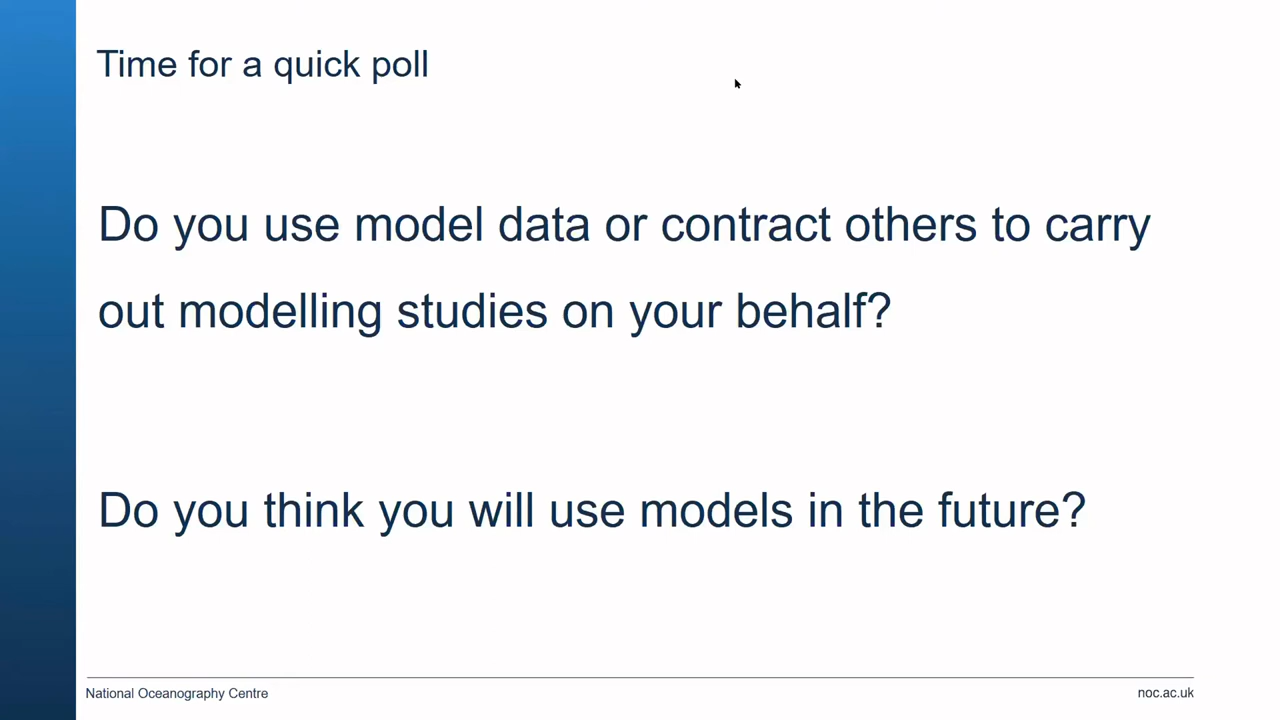 Time for a quick poll
Do you use model data or contract others to carry
out modelling studies on your behalf?
Do you think you will use models in the future?
National Oceanography Centre
noc.ac.uk